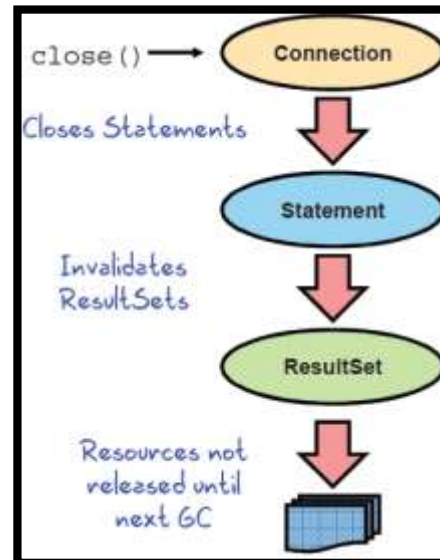 close()
Connection
Closes Statements
Statement
Invalidates
ResultSets
ResultSet
Resources not
released until
next GC